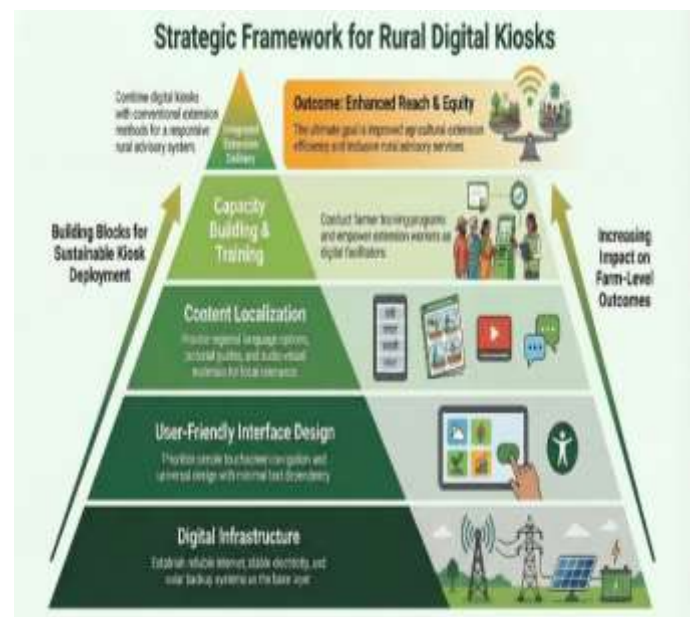 Strategic Framework for Rural Digital Kiosks
Combine digital kiosks
with conventional extension
methods for a responsive
rural advisory system.
Integrated
Extension
Delivery
Outcome: Enhanced Reach & Equity
The ultimate goal is improved agricultural extension
efficiency and inclusive rural advisory services.
Building Blocks for
Sustainable Kiosk
Deployment
Capacity
Building &
Training
Conduct farmer training programs
and empower extension workers as
digital facilitators.
Increasing
Impact on
Farm-Level
Outcomes
Content Localization
Provide regional language options,
pictorial guides, and audio-visual
materials for local relevance.
User-Friendly Interface Design
Prioritize simple touchscreen navigation and
universal design with minimal text dependency.
Digital Infrastructure
Establish reliable internet, stable electricity, and
solar backup systems as the base layer.